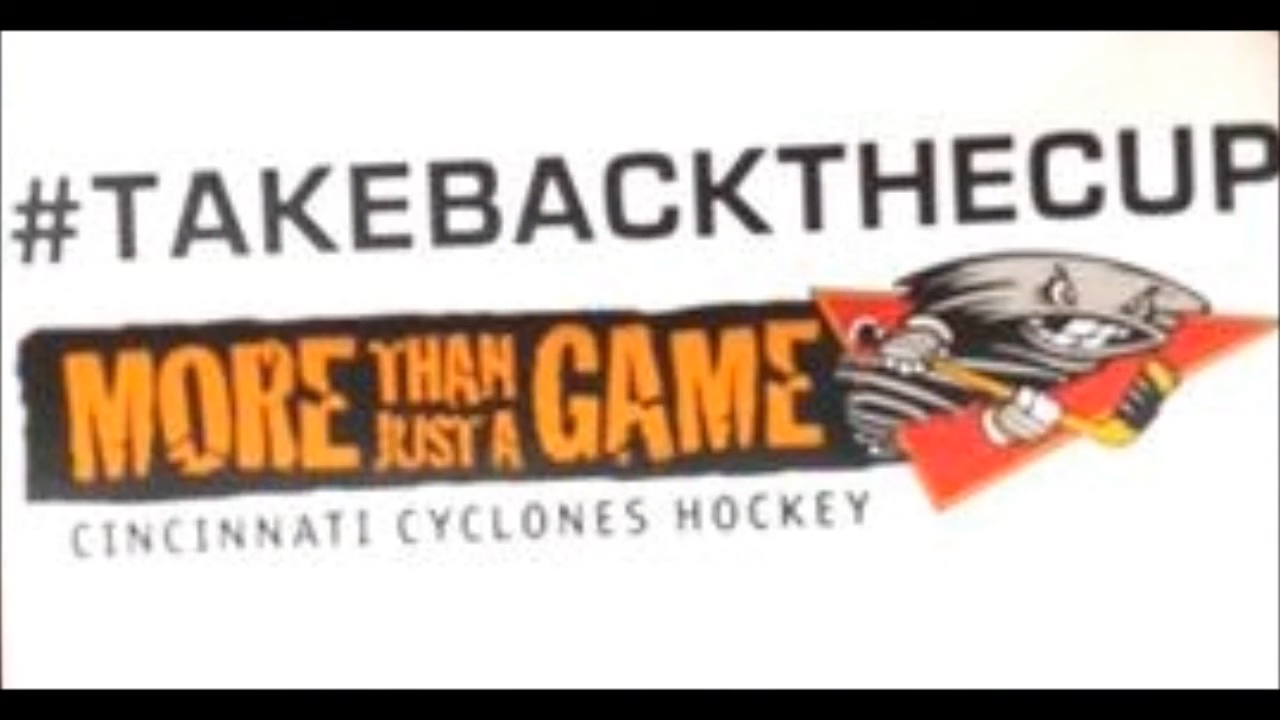 #TAKEBACKTHECUP
MORE THAN JUST A GAME
CINCINNATI CYCLONES HOCKEY